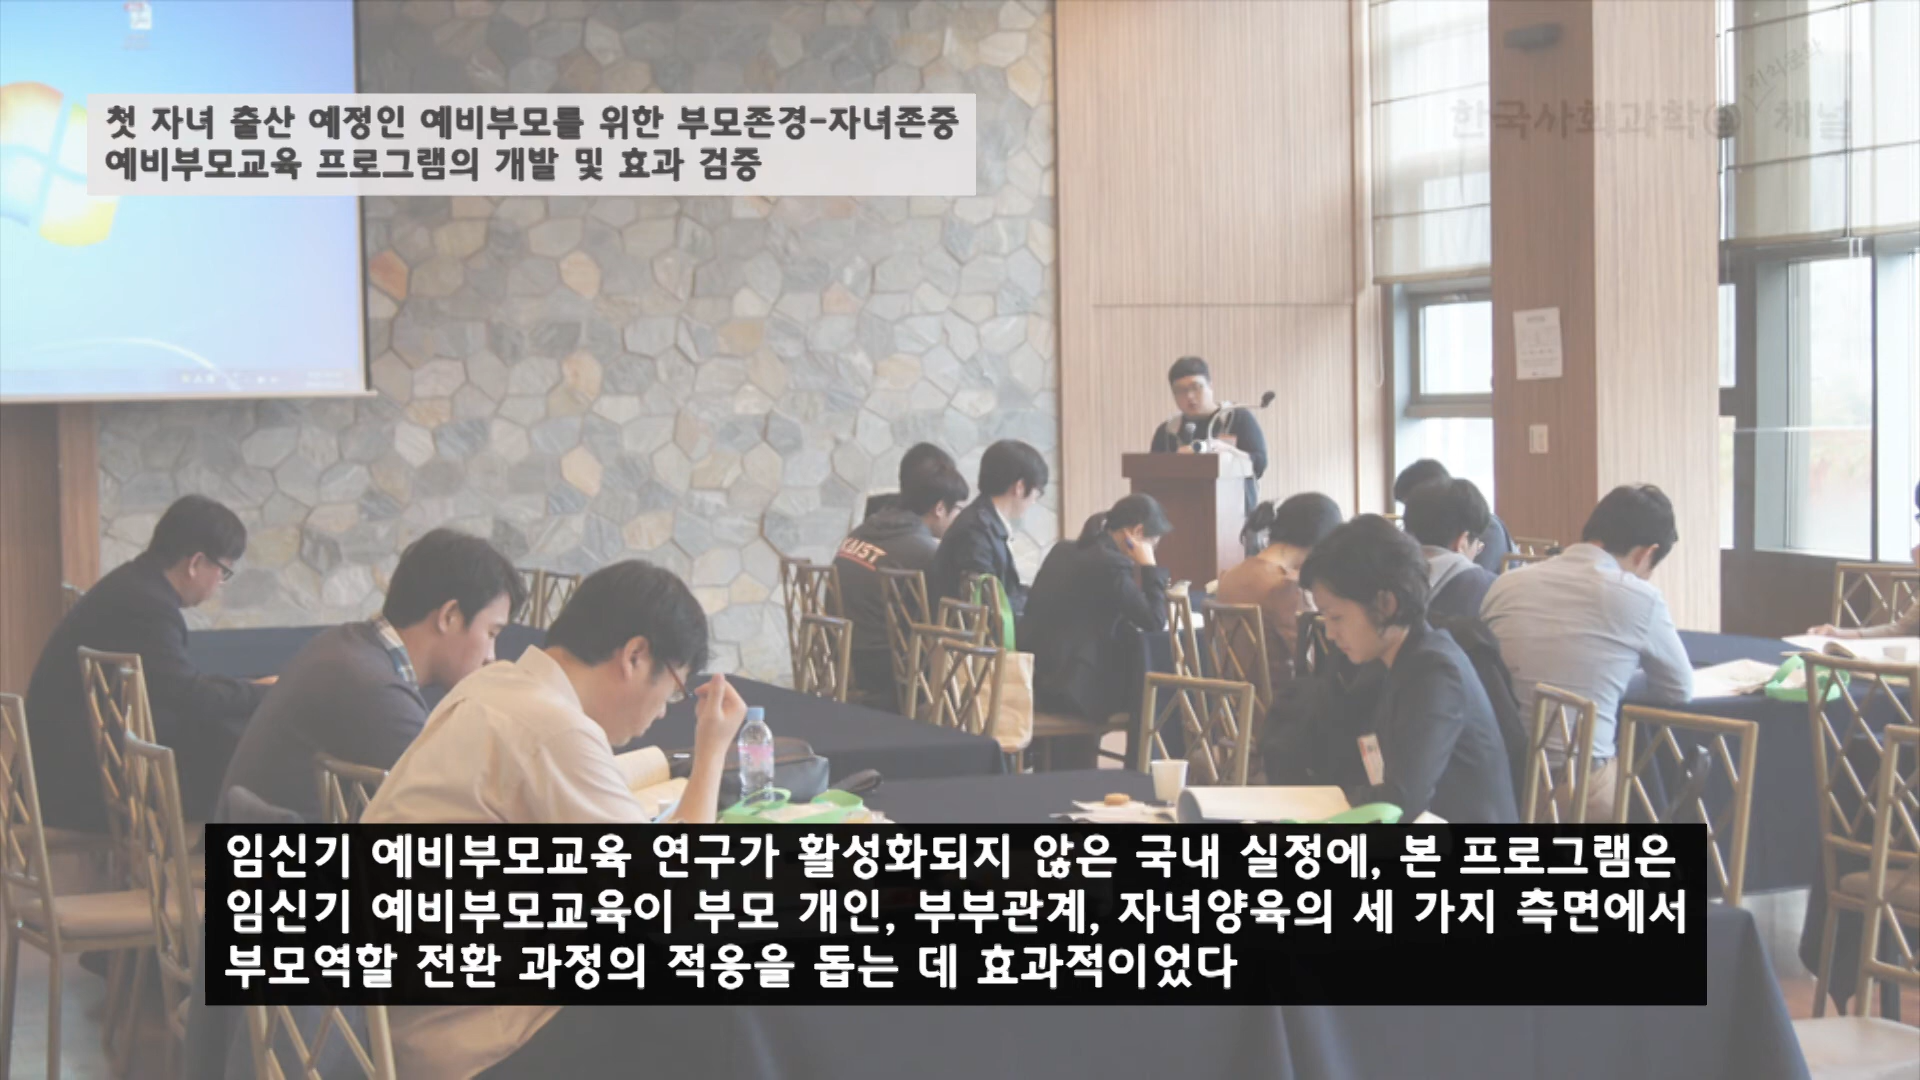 첫 자녀 출산 예정인 예비부모를 위한 부모존경-자녀존중
예비부모교육 프로그램의 개발 및 효과 검증
한국사회과학 채널
KAIST
임신기 예비부모교육 연구가 활성화되지 않은 국내 실정에, 본 프로그램은
임신기 예비부모교육이 부모 개인, 부부관계, 자녀양육의 세 가지 측면에서
부모역할 전환 과정의 적응을 돕는 데 효과적이었다